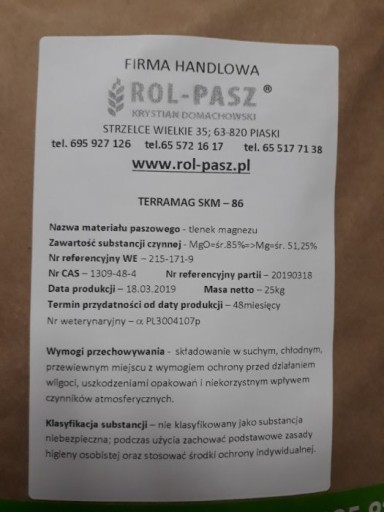 FIRMA HANDLOWA
ROL-PASZ ®
KRYSTIAN DOMACHOWSKI
STRZELCE WIELKIE 35; 63-820 PIASKI
tel. 695 927 126 tel.65 572 16 17 tel. 65 517 71 38
www.rol-pasz.pl
TERRAMAG SKM – 86
Nazwa materiału paszowego - tlenek magnezu
Zawartość substancji czynnej - MgO=śr.85%=>Mg=śr. 51,25%
Nr referencyjny WE – 215-171-9
Nr CAS – 1309-48-4 Nr referencyjny partii – 20190318
Data produkcji – 18.03.2019 Masa netto – 25kg
Termin przydatności od daty produkcji – 48miesięcy
Nr weterynaryjny – α PL3004107p
Wymogi przechowywania - składowanie w suchym, chłodnym,
przewiewnym miejscu z wymogiem ochrony przed działaniem
wilgoci, uszkodzeniami opakowań i niekorzystnym wpływem
czynników atmosferycznych.
Klasyfikacja substancji – nie klasyfikowany jako substancja
niebezpieczna; podczas użycia zachować podstawowe zasady
higieny osobistej oraz stosować środki ochrony indywidualnej.